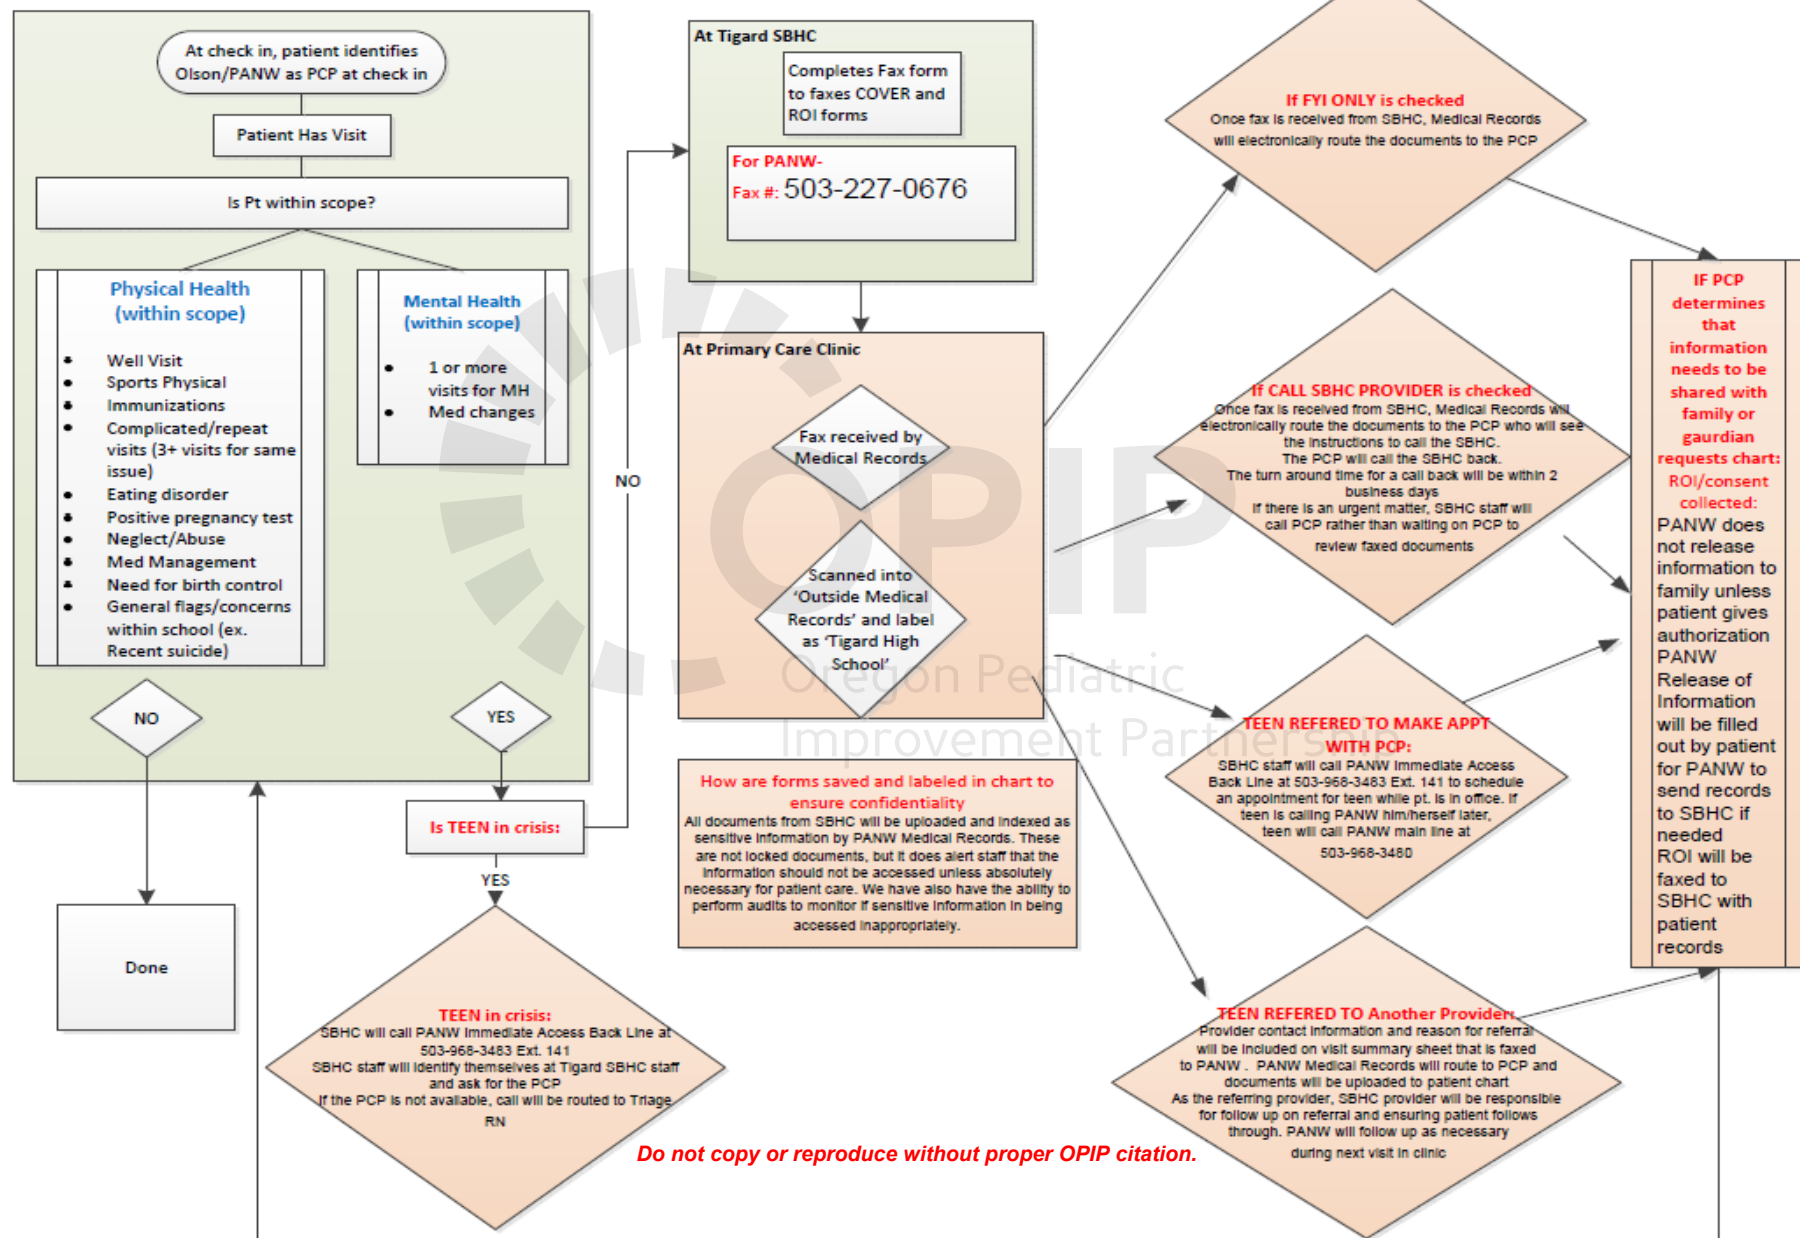 At check in, patient identifies
Olson/PANW as PCP at check in
Patient Has Visit
Is Pt within scope?
Physical Health
(within scope)
• Well Visit
• Sports Physical
• Immunizations
• Complicated/repeat
visits (3+ visits for same
issue)
• Eating disorder
• Positive pregnancy test
• Neglect/Abuse
• Med Management
• Need for birth control
• General flags/concerns
within school (ex.
Recent suicide)
Mental Health
(within scope)
• 1 or more
visits for MH
• Med changes
NO
YES
Done
Is TEEN in crisis:
NO
YES
TEEN in crisis:
SBHC will call PANW Immediate Access Back Line at
503-968-3483 Ext. 141
SBHC staff will identify themselves at Tigard SBHC staff
and ask for the PCP
If the PCP is not available, call will be routed to Triage
RN
At Tigard SBHC
Completes Fax form
to faxes COVER and
ROI forms
For PANW-
Fax #: 503-227-0676
At Primary Care Clinic
Fax received by
Medical Records
Scanned into
‘Outside Medical
Records’ and label
as ‘Tigard High
School’
How are forms saved and labeled in chart to
ensure confidentiality
All documents from SBHC will be uploaded and indexed as
sensitive information by PANW Medical Records. These
are not locked documents, but it does alert staff that the
information should not be accessed unless absolutely
necessary for patient care. We have also have the ability to
perform audits to monitor if sensitive information in being
accessed inappropriately.
If FYI ONLY is checked
Once fax is received from SBHC, Medical Records
will electronically route the documents to the PCP
If CALL SBHC PROVIDER is checked
Once fax is received from SBHC, Medical Records will
electronically route the documents to the PCP who will see
the instructions to call the SBHC.
The PCP will call the SBHC back.
The turn around time for a call back will be within 2
business days
If there is an urgent matter, SBHC staff will
call PCP rather than waiting on PCP to
review faxed documents
TEEN REFERED TO MAKE APPT
WITH PCP:
SBHC staff will call PANW Immediate Access
Back Line at 503-968-3483 Ext. 141 to schedule
an appointment for teen while pt. is in office. If
teen is calling PANW him/herself later,
teen will call PANW main line at
503-968-3480
TEEN REFERED TO Another Provider:
Provider contact information and reason for referral
will be included on visit summary sheet that is faxed
to PANW . PANW Medical Records will route to PCP and
documents will be uploaded to patient chart
As the referring provider, SBHC provider will be responsible
for follow up on referral and ensuring patient follows
through. PANW will follow up as necessary
during next visit in clinic
IF PCP
determines
that
information
needs to be
shared with
family or
gaurdian
requests chart:
ROI/consent
collected:
PANW does
not release
information to
family unless
patient gives
authorization
PANW
Release of
Information
will be filled
out by patient
for PANW to
send records
to SBHC if
needed
ROI will be
faxed to
SBHC with
patient
records
OPIP
Oregon Pediatric
Improvement Partnership
Do not copy or reproduce without proper OPIP citation.